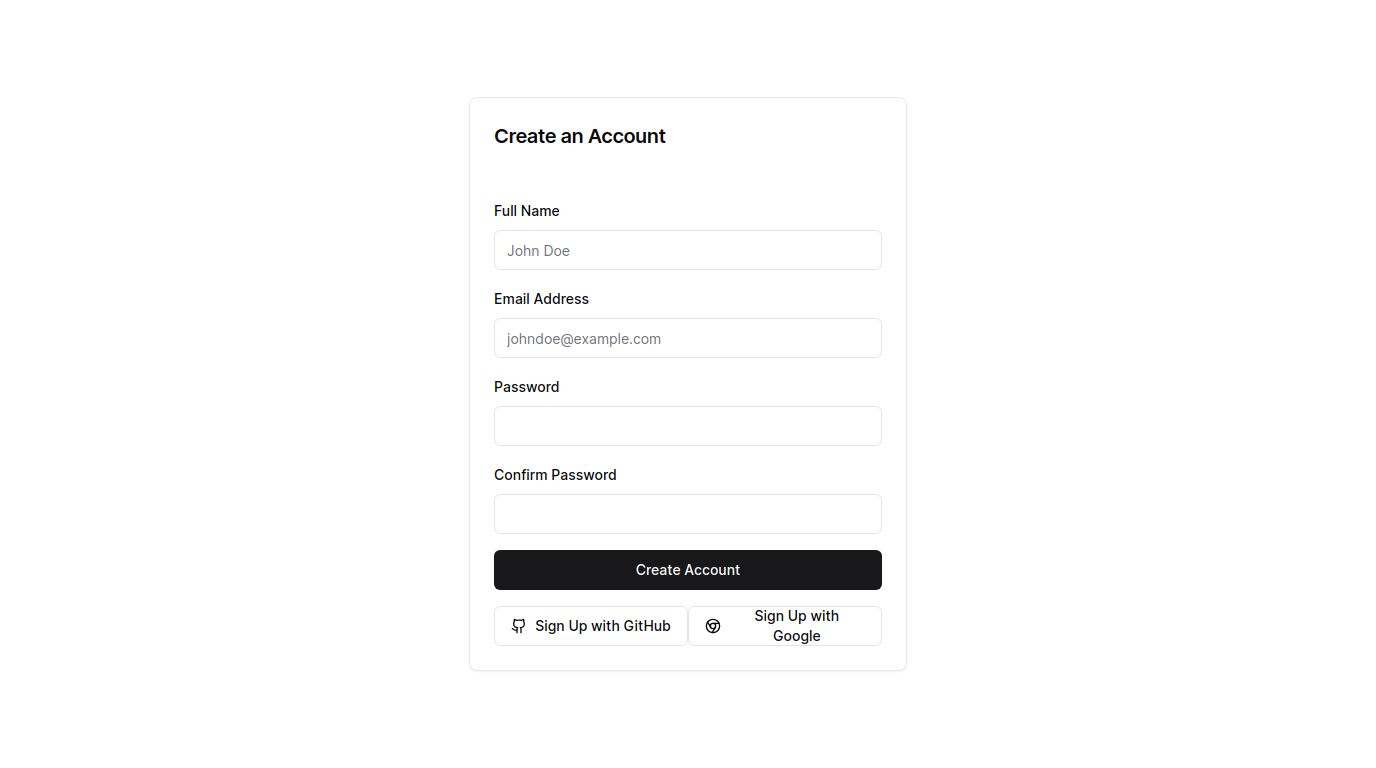 Create an Account
Full Name
John Doe
Email Address
johndoe@example.com
Password
Confirm Password
Create Account
Sign Up with GitHub
Sign Up with
Google